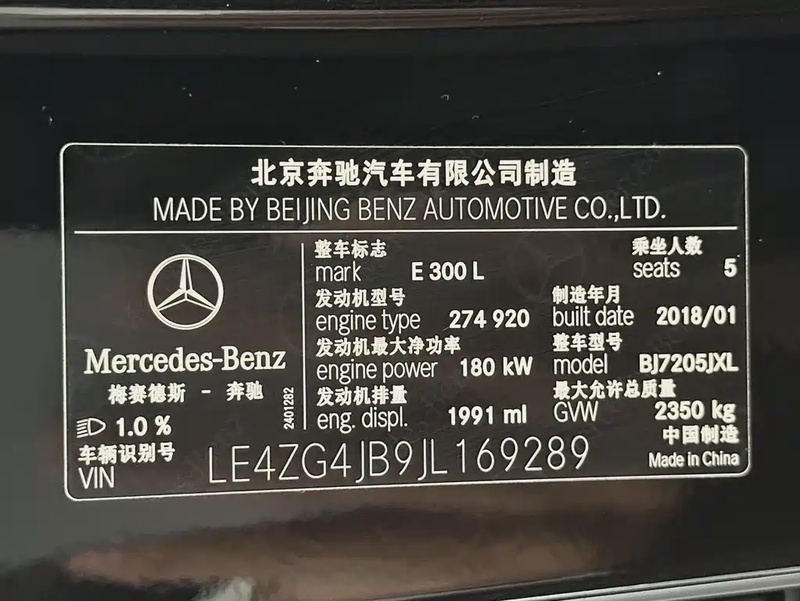 北京奔驰汽车有限公司制造
MADE BY BEIJING BENZ AUTOMOTIVE CO.,LTD.
Mercedes-Benz
梅赛德斯 - 奔驰
1.0 %
2401282
整车标志
mark E 300 L
乘坐人数
seats 5
发动机型号
engine type 274 920
制造年月
built date 2018/01
发动机最大净功率
engine power 180 kW
整车型号
model BJ7205JXL
发动机排量
eng. displ. 1991 ml
最大允许总质量
GVW 2350 kg
中国制造
Made in China
车辆识别号
VIN LE4ZG4JB9JL169289